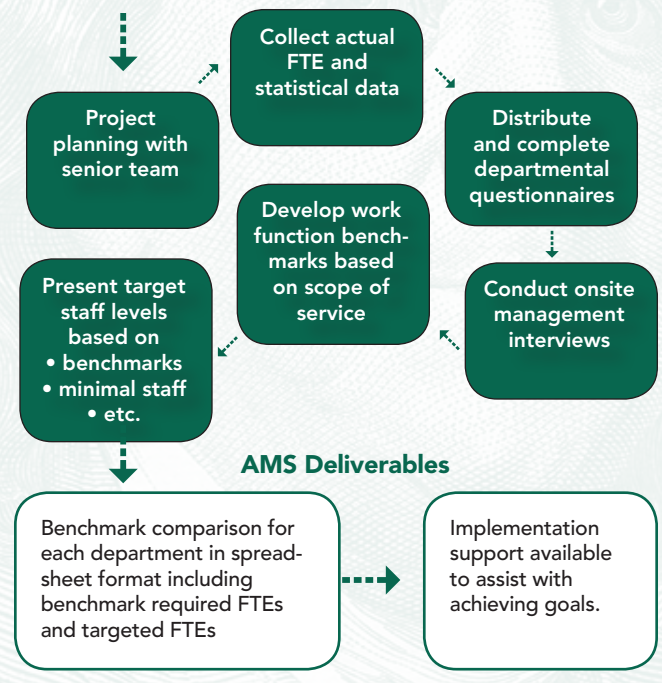 Project
planning with
senior team
Collect actual
FTE and
statistical data
Distribute
and complete
departmental
questionnaires
Conduct onsite
management
interviews
Develop work
function bench-
marks based
on scope of
service
Present target
staff levels
based on
• benchmarks
• minimal staff
• etc.
AMS Deliverables
Benchmark comparison for
each department in spread-
sheet format including
benchmark required FTEs
and targeted FTEs
Implementation
support available
to assist with
achieving goals.